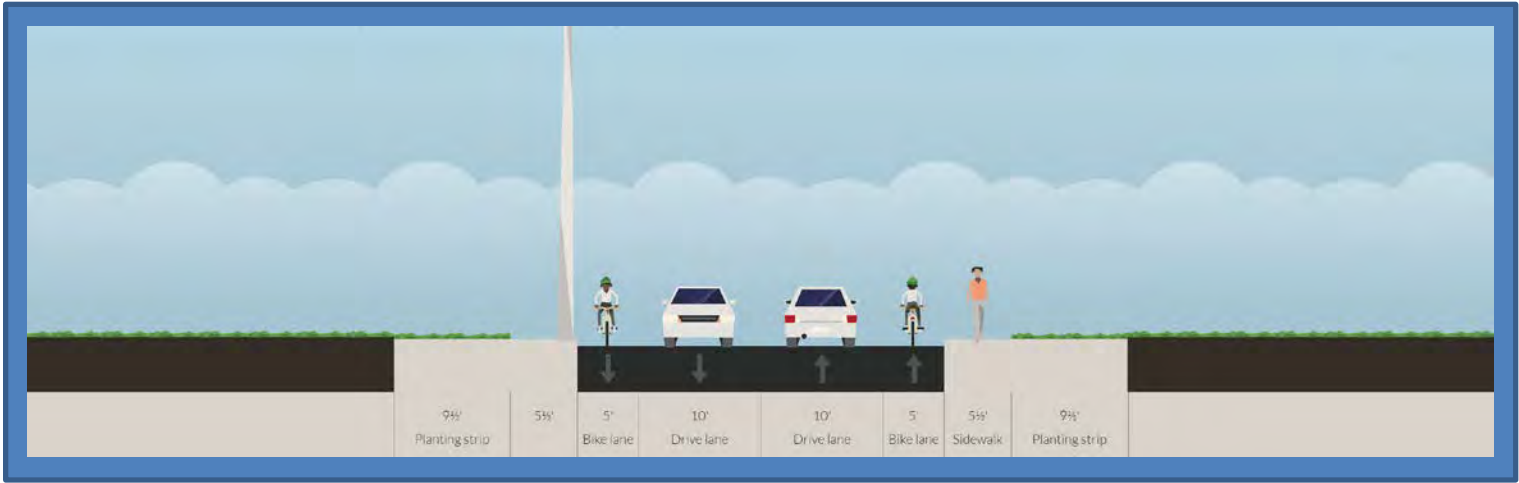 9½' 5½' 5' 10' 10' 5 5½' 9½'
Planting strip Bike lane Drive lane Drive lane Bike lane Sidewalk Planting strip